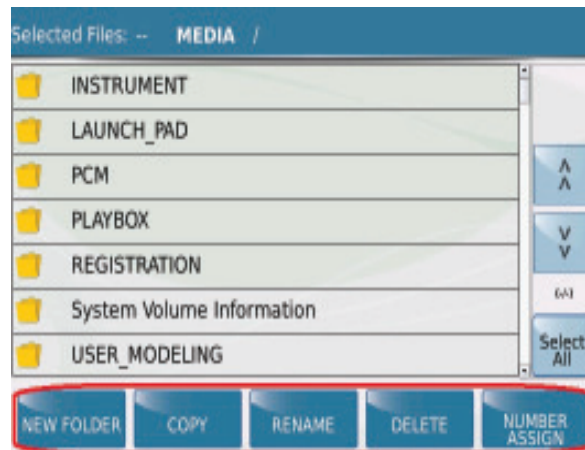 Selected Files: -- MEDIA /
INSTRUMENT
LAUNCH_PAD
PCM
PLAYBOX
REGISTRATION
System Volume Information
USER_MODELING
Select
All
NEW FOLDER COPY RENAME DELETE NUMBER
ASSIGN